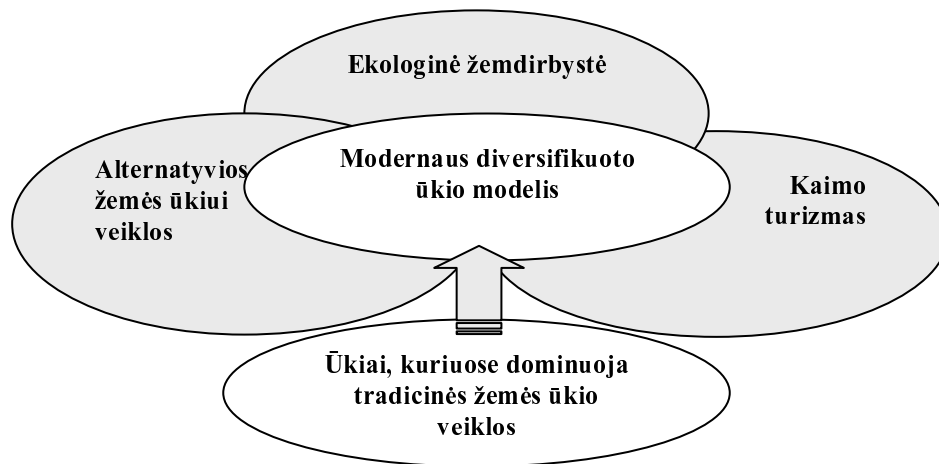 Ekologinė žemdirbystė
Alternatyvios
žemės ūkiui
veiklos
Modernaus diversifikuoto
ūkio modelis
Kaimo
turizmas
Ūkiai, kuriuose dominuoja
tradicinės žemės ūkio
veiklos